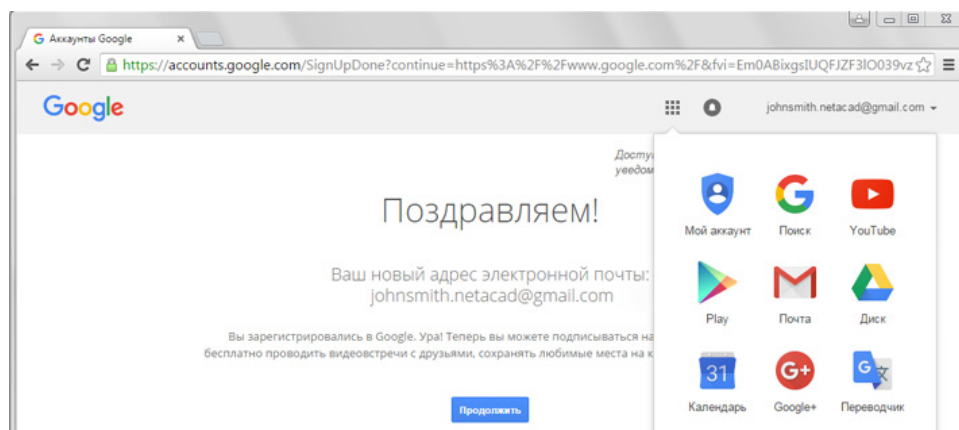 Аккаунты Google
https://accounts.google.com/SignUpDone?continue=https%3A%2F%2Fwww.google.com%2F&fvi=Em0ABixgsIUQFJZF3lO039vz
Google
johnsmith.netacad@gmail.com
Досту
уведом
Поздравляем!
Ваш новый адрес электронной почты:
johnsmith.netacad@gmail.com
Вы зарегистрировались в Google. Ура! Теперь вы можете подписываться на
бесплатно проводить видеовстречи с друзьями, сохранять любимые места на к
Продолжить
Мой аккаунт Поиск YouTube
Play Почта Диск
31 G+ G
Календарь Google+ Переводчик